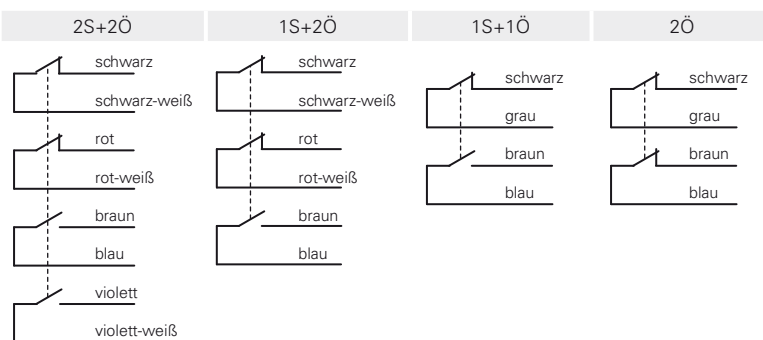 2S+2Ö
schwarz
schwarz-weiß
rot
rot-weiß
braun
blau
violett
violett-weiß
1S+2Ö
schwarz
schwarz-weiß
rot
rot-weiß
braun
blau
1S+1Ö
schwarz
grau
braun
blau
2Ö
schwarz
grau
braun
blau